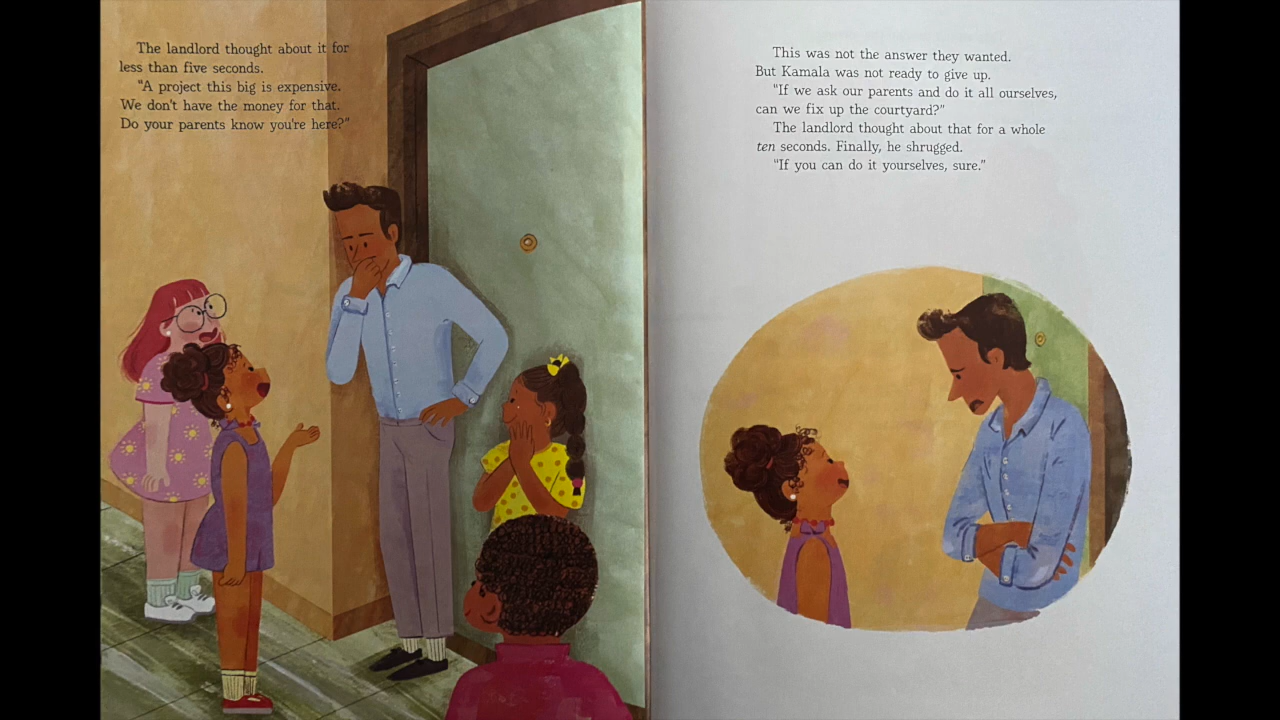 The landlord thought about it for
less than five seconds.
“A project this big is expensive.
We don’t have the money for that.
Do your parents know you’re here?”
This was not the answer they wanted.
But Kamala was not ready to give up.
“If we ask our parents and do it all ourselves,
can we fix up the courtyard?”
The landlord thought about that for a whole
ten seconds. Finally, he shrugged.
“If you can do it yourselves, sure.”